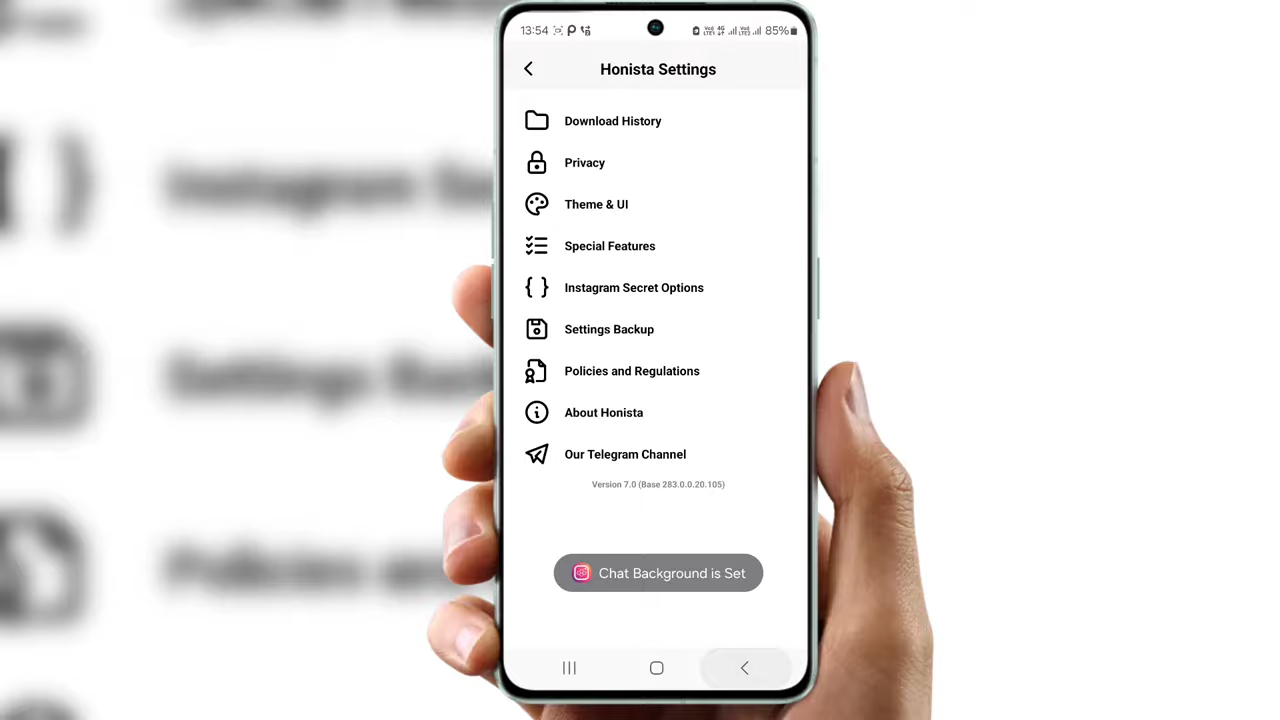 13:54
85%
Honista Settings
Download History
Privacy
Theme & UI
Special Features
Instagram Secret Options
Settings Backup
Policies and Regulations
About Honista
Our Telegram Channel
Version 7.0 (Base 283.0.0.20.105)
Chat Background is Set